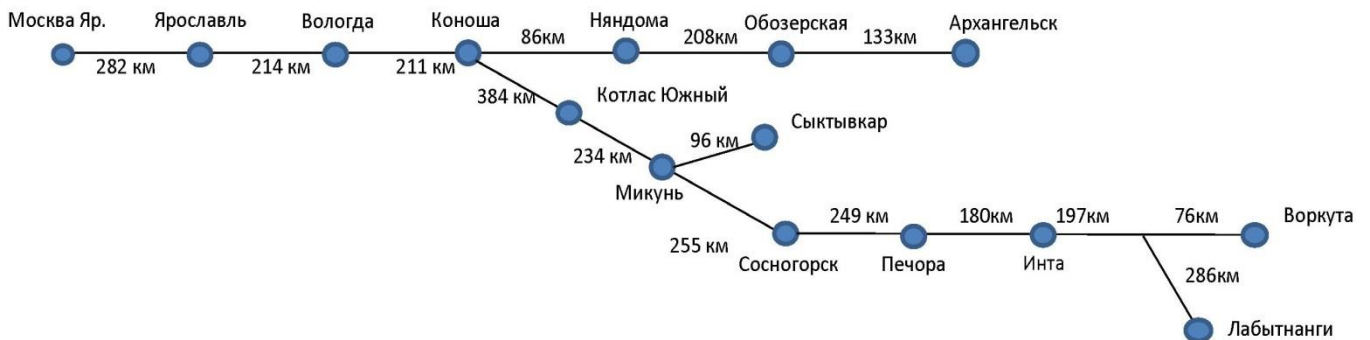 Москва Яр. Ярославль Вологда Коноша Няндома Обозерская Архангельск
86км 208км 133км
282 км 214 км 211 км
384 км Котлас Южный
Сыктывкар
96 км
234 км
Микунь
249 км 180км 197км 76км Воркута
255 км
Сосногорск Печора Инта
286км
Лабытнанги